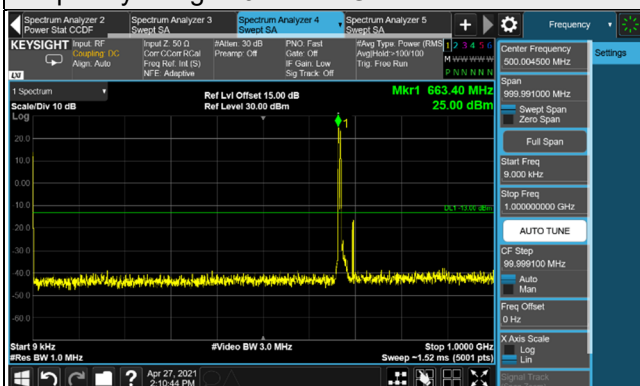 Spectrum Analyzer 2
Power Stat CCDF
Spectrum Analyzer 3
Swept SA
Spectrum Analyzer 4
Swept SA
Spectrum Analyzer 5
Swept SA
+
Frequency
KEYSIGHT
Input: RF
Coupling: DC
Align: Auto
Input Z: 50 Ω
Corr CCorr RCal
Freq Ref: Int (S)
NFE: Adaptive
#Atten: 30 dB
Preamp: Off
PNO: Fast
Gate: Off
IF Gain: Low
Sig Track: Off
#Avg Type: Power (RMS
Avg|Hold:>100/100
Trig: Free Run
1 2 3 4 5 6
M W W W W W
P N N N N N
LXI
1 Spectrum
Scale/Div 10 dB
Log
Ref Lvl Offset 15.00 dB
Ref Level 30.00 dBm
Mkr1 663.40 MHz
25.00 dBm
1
20.0
10.0
0.00
-10.0
-20.0
-30.0
-40.0
-50.0
-60.0
DL1 -13.00 dBm
Start 9 kHz
#Res BW 1.0 MHz
#Video BW 3.0 MHz
Stop 1.0000 GHz
Sweep ~1.52 ms (5001 pts)
Center Frequency
500.004500 MHz
Settings
Span
999.991000 MHz
Swept Span
Zero Span
Full Span
Start Freq
9.000 kHz
Stop Freq
1.000000000 GHz
AUTO TUNE
CF Step
99.999100 MHz
Auto
Man
Freq Offset
0 Hz
X Axis Scale
Log
Lin
Signal Track
?
Apr 27, 2021
2:10:44 PM